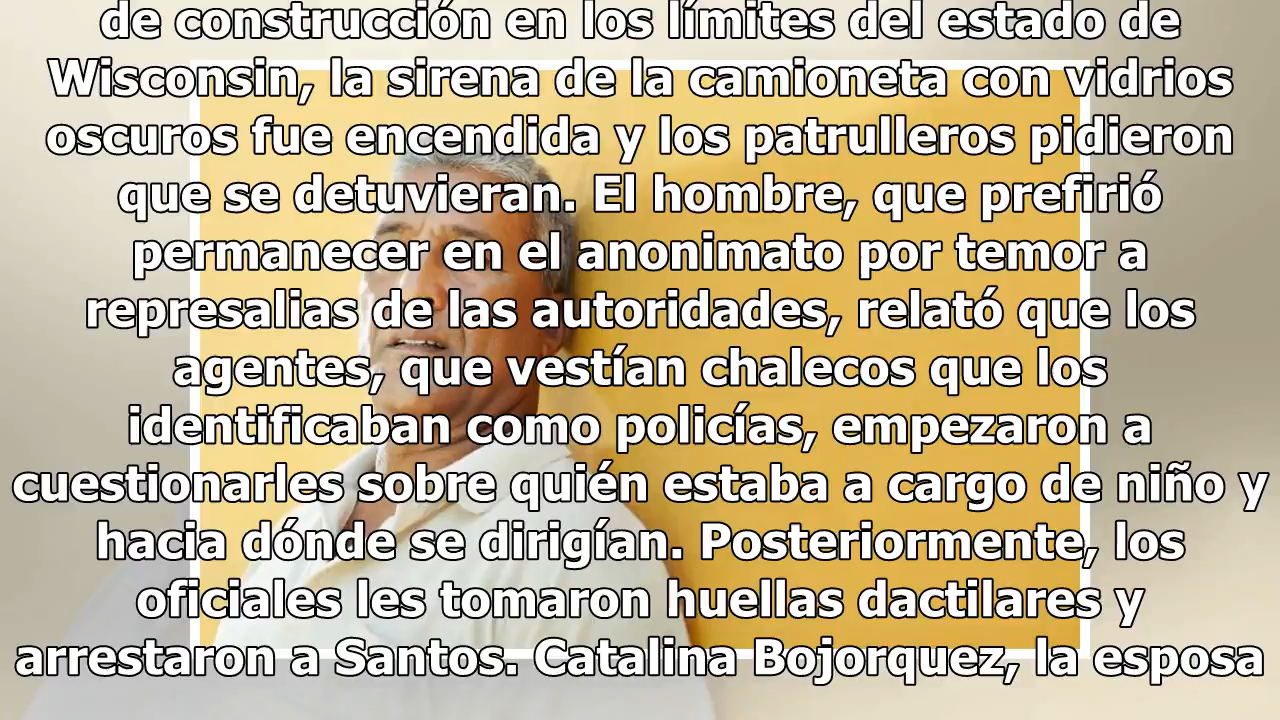 de construcción en los límites del estado de
Wisconsin, la sirena de la camioneta con vidrios
oscuros fue encendida y los patrulleros pidieron
que se detuvieran. El hombre, que prefirió
permanecer en el anonimato por temor a
represalias de las autoridades, relató que los
agentes, que vestían chalecos que los
identificaban como policías, empezaron a
cuestionarles sobre quién estaba a cargo de niño y
hacia dónde se dirigían. Posteriormente, los
oficiales les tomaron huellas dactilares y
arrestaron a Santos. Catalina Bojorquez, la esposa